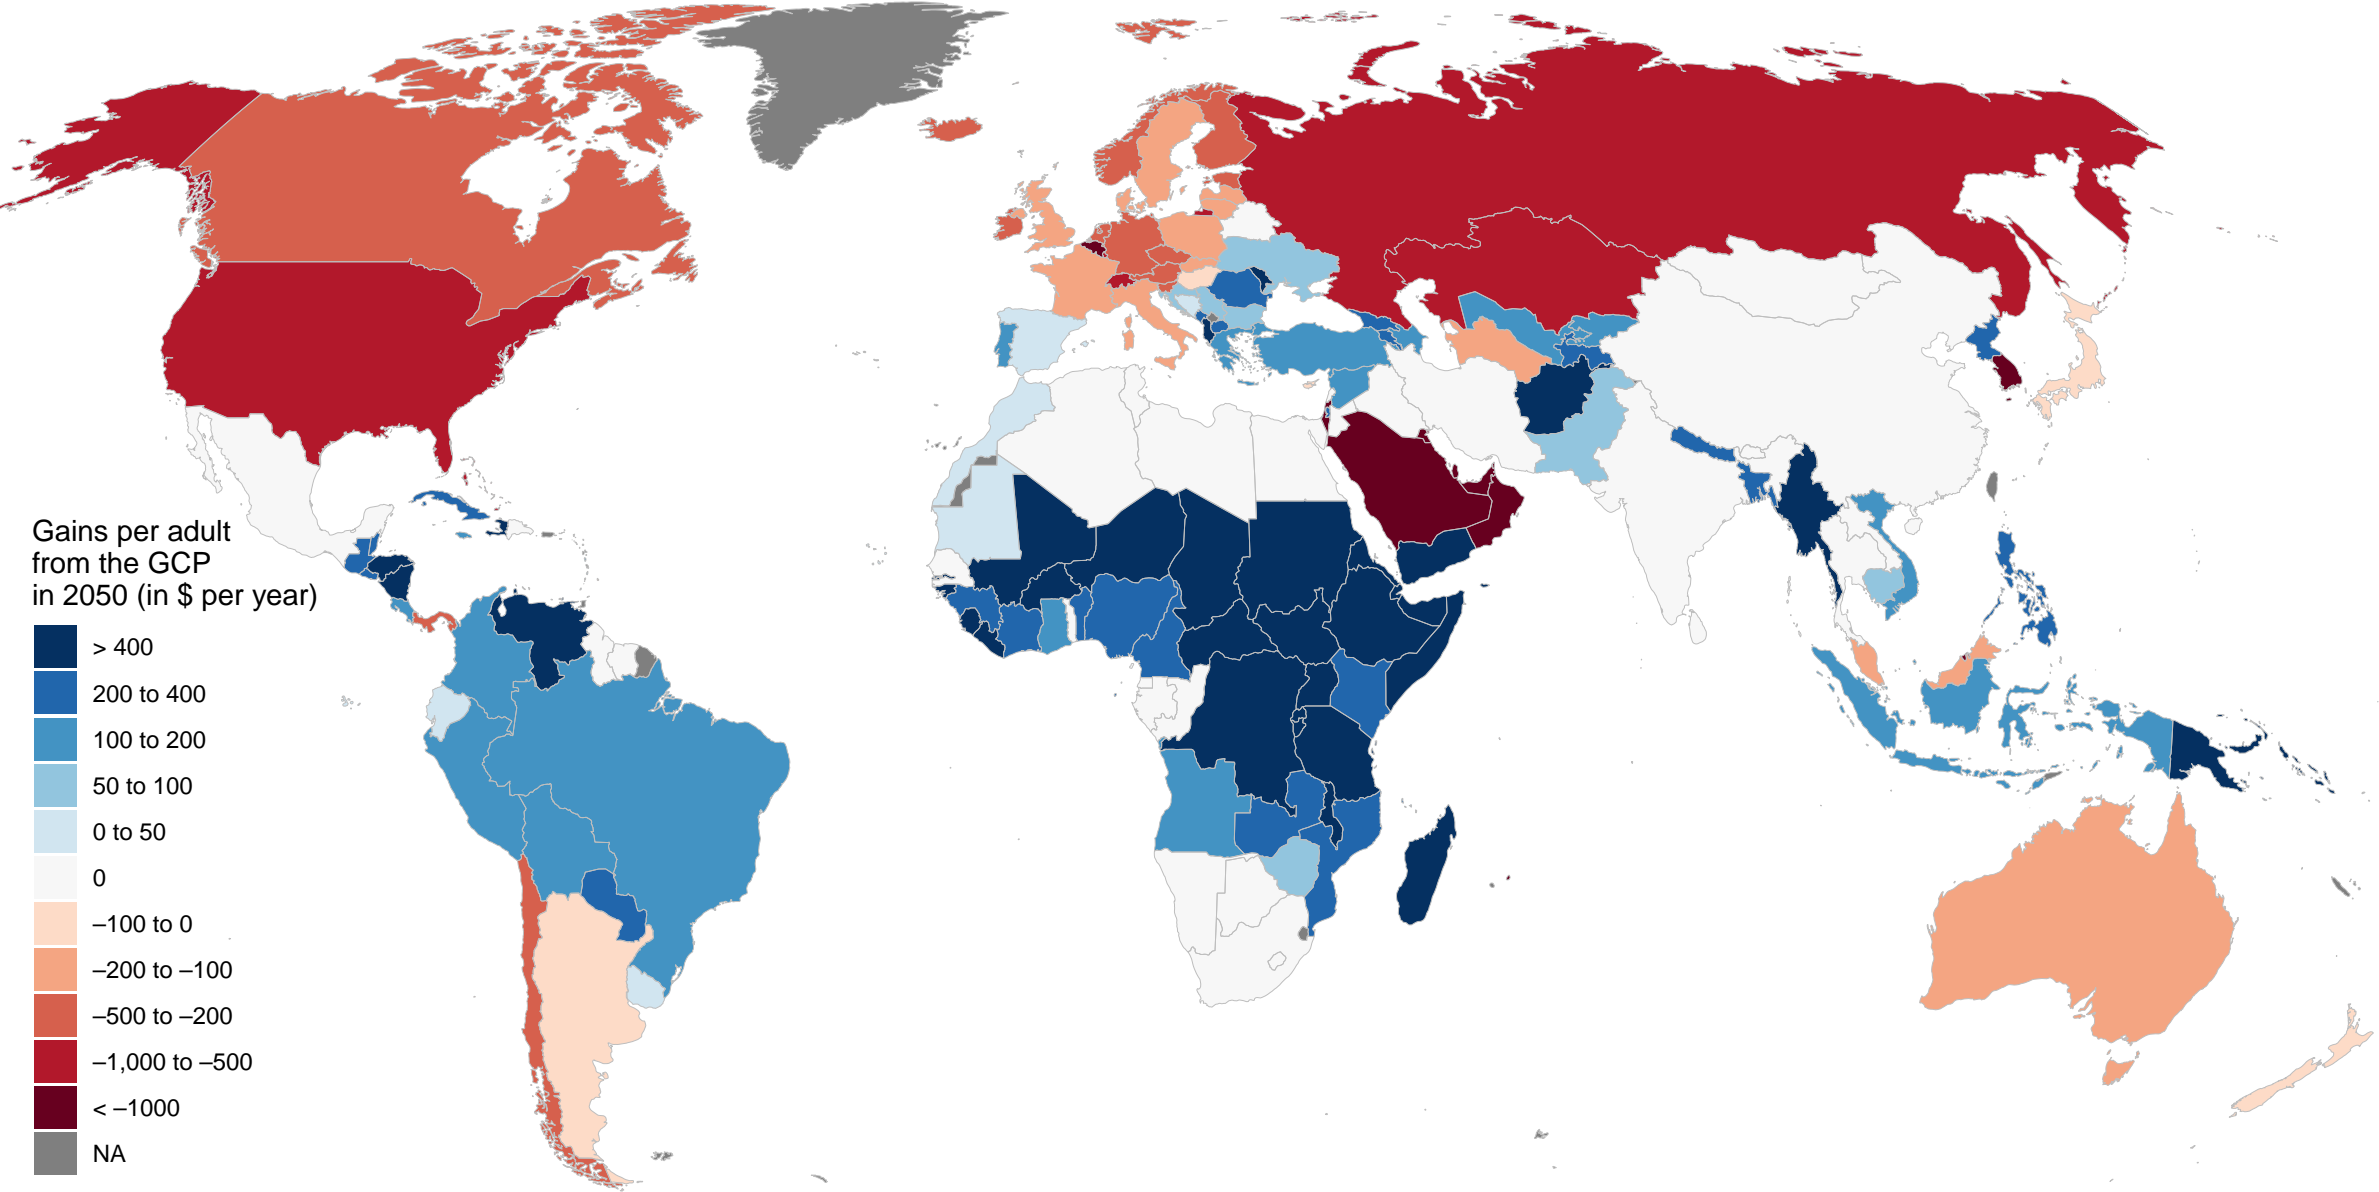 Gains per adult
from the GCP
in 2050 (in $ per year)
> 400
200 to 400
100 to 200
50 to 100
0 to 50
0
–100 to 0
–200 to –100
–500 to –200
–1,000 to –500
< –1000
NA